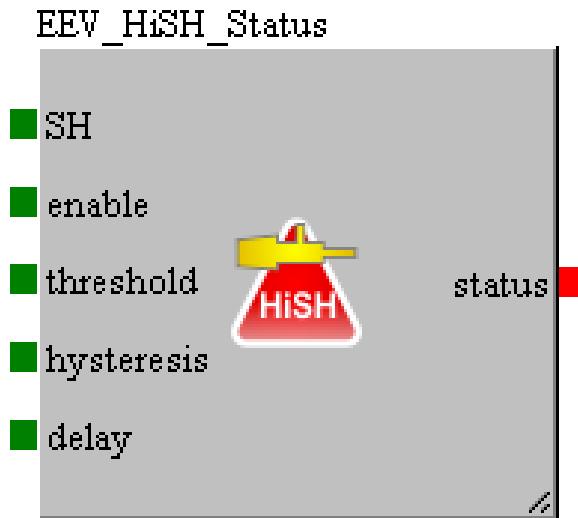 EEV_HiSH_Status
SH
enable
threshold
hysteresis
delay
HiSH
status